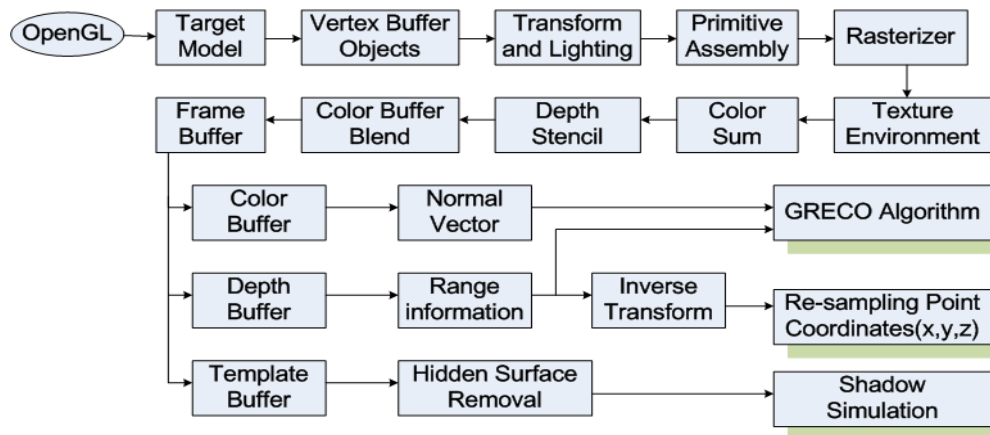 OpenGL
Target
Model
Vertex Buffer
Objects
Transform
and Lighting
Primitive
Assembly
Rasterizer
Texture
Environment
Color
Sum
Depth
Stencil
Color Buffer
Blend
Frame
Buffer
Color
Buffer
Normal
Vector
GRECO Algorithm
Depth
Buffer
Range
information
Inverse
Transform
Re-sampling Point
Coordinates(x,y,z)
Template
Buffer
Hidden Surface
Removal
Shadow
Simulation